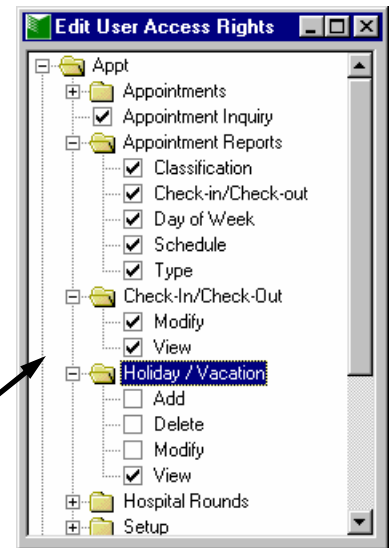 Edit User Access Rights
Appt
Appointments
Appointment Inquiry
Appointment Reports
Classification
Check-in/Check-out
Day of Week
Schedule
Type
Check-In/Check-Out
Modify
View
Holiday / Vacation
Add
Delete
Modify
View
Hospital Rounds
Setup